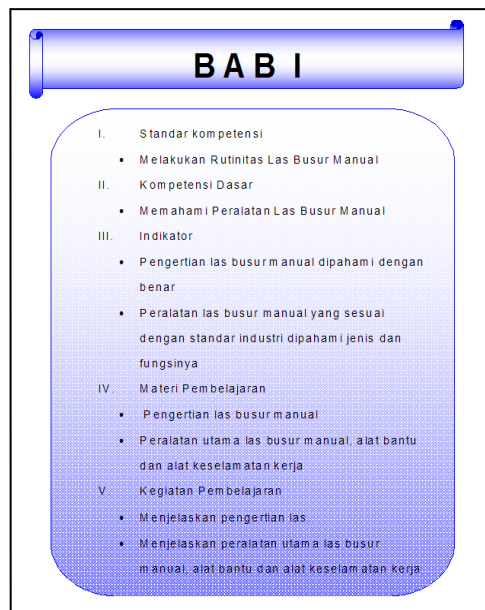 BAB I
I. Standar kompetensi
• Melakukan Rutinitas Las Busur Manual
II. Kompetensi Dasar
• Memahami Peralatan Las Busur Manual
III. Indikator
• Pengertian las busur manual dipahami dengan
benar
• Peralatan las busur manual yang sesuai
dengan standar industri dipahami jenis dan
fungsinya
IV. Materi Pembelajaran
• Pengertian las busur manual
• Peralatan utama las busur manual, alat bantu
dan alat keselamatan kerja
V. Kegiatan Pembelajaran
• Menjelaskan pengertian las.
• Menjelaskan peralatan utama las busur
manual, alat bantu dan alat keselamatan kerja